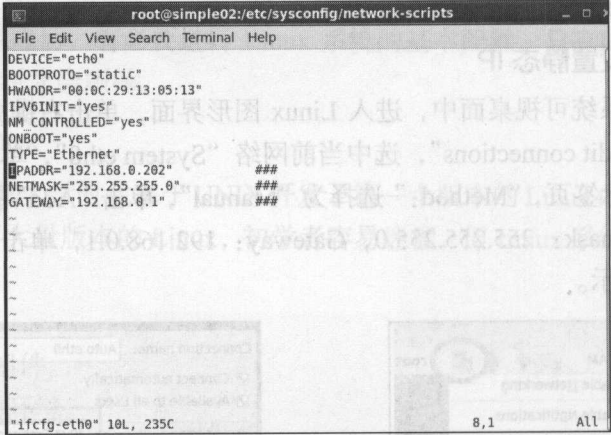 root@simple02:/etc/sysconfig/network-scripts
File Edit View Search Terminal Help
DEVICE="eth0"
BOOTPROTO="static"
HWADDR="00:0C:29:13:05:13"
IPV6INIT="yes"
NM_CONTROLLED="yes"
ONBOOT="yes"
TYPE="Ethernet"
IPADDR="192.168.0.202" ###
NETMASK="255.255.255.0" ###
GATEWAY="192.168.0.1" ###
~
~
~
~
~
~
~
~
~
~
~
"ifcfg-eth0" 10L, 235C 8,1 All